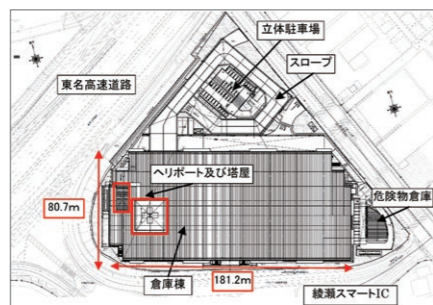 立体駐車場
スロープ
東名高速道路
ヘリポート及び塔屋
危険物倉庫
80.7m
倉庫棟
181.2m
綾瀬スマートIC